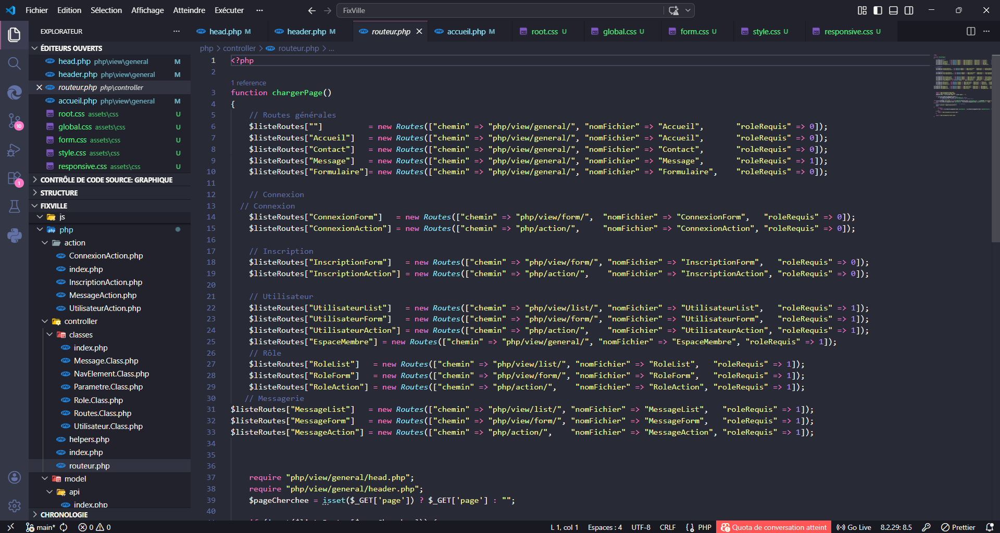 Fichier Edition Sélection Affichage Atteindre Exécuter ··· FixVille
EXPLORATEUR ···
head.php M header.php M routeur.php accueil.php M root.css U global.css U form.css U style.css U responsive.css U ···
php > controller > routeur.php > ...
ÉDITEURS OUVERTS
head.php php\view\general M
header.php php\view\general M
routeur.php php\controller
accueil.php php\view\general M
root.css assets\css U
global.css assets\css U
form.css assets\css U
style.css assets\css U
responsive.css assets\css U
CONTRÔLE DE CODE SOURCE: GRAPHIQUE
STRUCTURE
FIXVILLE
js
php
action
ConnexionAction.php
index.php
InscriptionAction.php
MessageAction.php
UtilisateurAction.php
controller
classes
index.php
Message.Class.php
NavElement.Class.php
Parametre.Class.php
Role.Class.php
Routes.Class.php
Utilisateur.Class.php
helpers.php
index.php
routeur.php
model
api
index.php
CHRONOLOGIE
10
1
1 <?php
2
1 reference
3 function chargerPage()
4 {
5 // Routes générales
6 $listeRoutes[""] = new Routes(["chemin" => "php/view/general/", "nomFichier" => "Accueil", "roleRequis" => 0]);
7 $listeRoutes["Accueil"] = new Routes(["chemin" => "php/view/general/", "nomFichier" => "Accueil", "roleRequis" => 0]);
8 $listeRoutes["Contact"] = new Routes(["chemin" => "php/view/general/", "nomFichier" => "Contact", "roleRequis" => 0]);
9 $listeRoutes["Message"] = new Routes(["chemin" => "php/view/general/", "nomFichier" => "Message", "roleRequis" => 1]);
10 $listeRoutes["Formulaire"]= new Routes(["chemin" => "php/view/general/", "nomFichier" => "Formulaire", "roleRequis" => 0]);
11
12 // Connexion
13 // Connexion
14 $listeRoutes["ConnexionForm"] = new Routes(["chemin" => "php/view/form/", "nomFichier" => "ConnexionForm", "roleRequis" => 0]);
15 $listeRoutes["ConnexionAction"] = new Routes(["chemin" => "php/action/", "nomFichier" => "ConnexionAction", "roleRequis" => 0]);
16
17 // Inscription
18 $listeRoutes["InscriptionForm"] = new Routes(["chemin" => "php/view/form/", "nomFichier" => "InscriptionForm", "roleRequis" => 0]);
19 $listeRoutes["InscriptionAction"] = new Routes(["chemin" => "php/action/", "nomFichier" => "InscriptionAction", "roleRequis" => 0]);
20
21 // Utilisateur
22 $listeRoutes["UtilisateurList"] = new Routes(["chemin" => "php/view/list/", "nomFichier" => "UtilisateurList", "roleRequis" => 1]);
23 $listeRoutes["UtilisateurForm"] = new Routes(["chemin" => "php/view/form/", "nomFichier" => "UtilisateurForm", "roleRequis" => 1]);
24 $listeRoutes["UtilisateurAction"] = new Routes(["chemin" => "php/action/", "nomFichier" => "UtilisateurAction", "roleRequis" => 1]);
25 $listeRoutes["EspaceMembre"] = new Routes(["chemin" => "php/view/general/", "nomFichier" => "EspaceMembre", "roleRequis" => 1]);
26 // Rôle
27 $listeRoutes["RoleList"] = new Routes(["chemin" => "php/view/list/", "nomFichier" => "RoleList", "roleRequis" => 1]);
28 $listeRoutes["RoleForm"] = new Routes(["chemin" => "php/view/form/", "nomFichier" => "RoleForm", "roleRequis" => 1]);
29 $listeRoutes["RoleAction"] = new Routes(["chemin" => "php/action/", "nomFichier" => "RoleAction", "roleRequis" => 1]);
30 // Messagerie
31 $listeRoutes["MessageList"] = new Routes(["chemin" => "php/view/list/", "nomFichier" => "MessageList", "roleRequis" => 1]);
32 $listeRoutes["MessageForm"] = new Routes(["chemin" => "php/view/form/", "nomFichier" => "MessageForm", "roleRequis" => 1]);
33 $listeRoutes["MessageAction"] = new Routes(["chemin" => "php/action/", "nomFichier" => "MessageAction", "roleRequis" => 1]);
34
35
36
37 require "php/view/general/head.php";
38 require "php/view/general/header.php";
39 $pageCherchee = isset($_GET['page']) ? $_GET['page'] : "";
40
main* 0 0 L 1, col 1 Espaces : 4 UTF-8 CRLF {} PHP Quota de conversation atteint Go Live 8.2.29: 8.5 Prettier